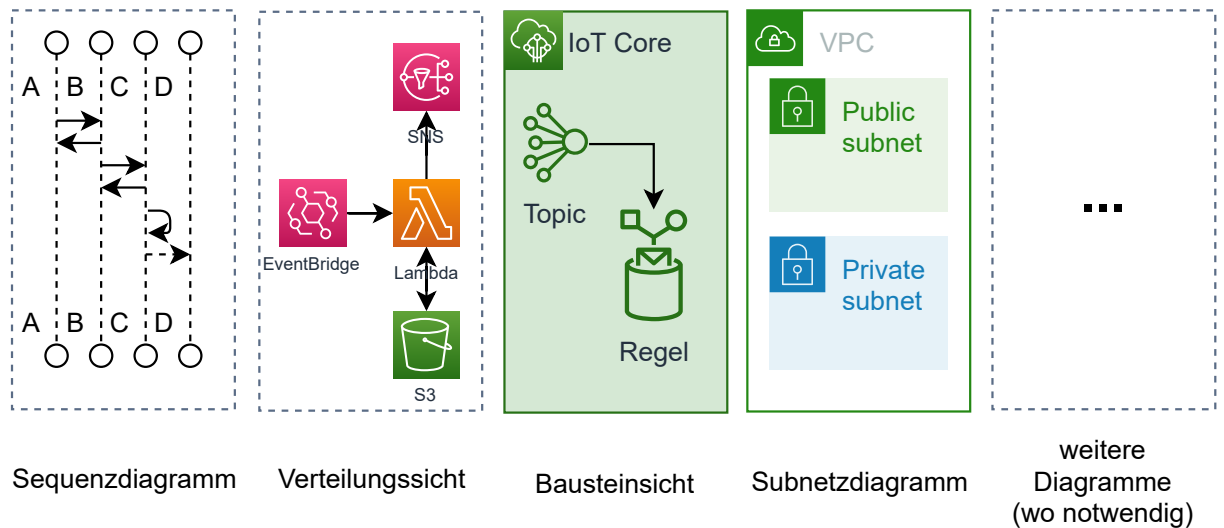 A B C D
A B C D
Sequenzdiagramm
SNS
EventBridge
Lambda
S3
Verteilungssicht
IoT Core
Topic
Regel
Bausteinsicht
VPC
Public
subnet
Private
subnet
Subnetzdiagramm
...
weitere
Diagramme
(wo notwendig)